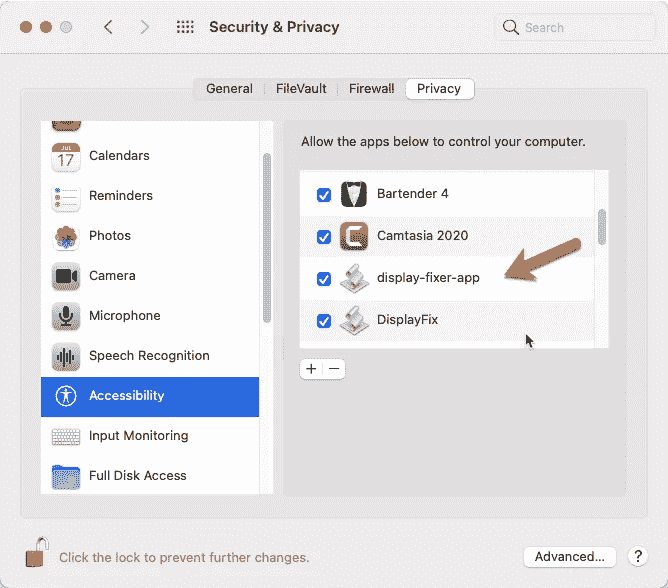 Security & Privacy
Search
General
FileVault
Firewall
Privacy
JUL
17
Calendars
Reminders
Photos
Camera
Microphone
Speech Recognition
Accessibility
Input Monitoring
Full Disk Access
Allow the apps below to control your computer.
Bartender 4
Camtasia 2020
display-fixer-app
DisplayFix
+ −
Click the lock to prevent further changes.
Advanced...
?